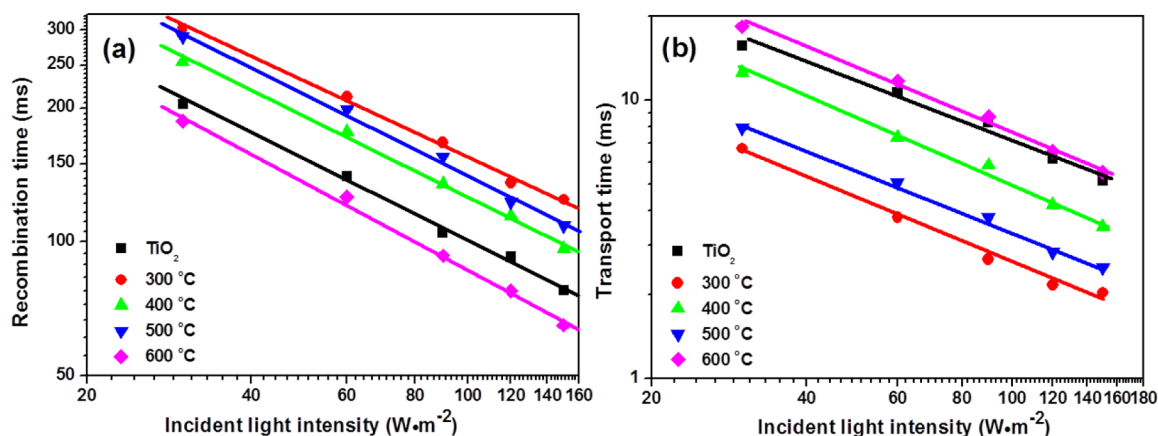 (a)
Recombination time (ms)
300
250
200
150
100
50
TiO₂
300 °C
400 °C
500 °C
600 °C
20
40
60
80
100
120
140
160
Incident light intensity (W•m⁻²)
(b)
Transport time (ms)
10
1
TiO₂
300 °C
400 °C
500 °C
600 °C
20
40
60
80
100
120
140
160
180
Incident light intensity (W•m⁻²)